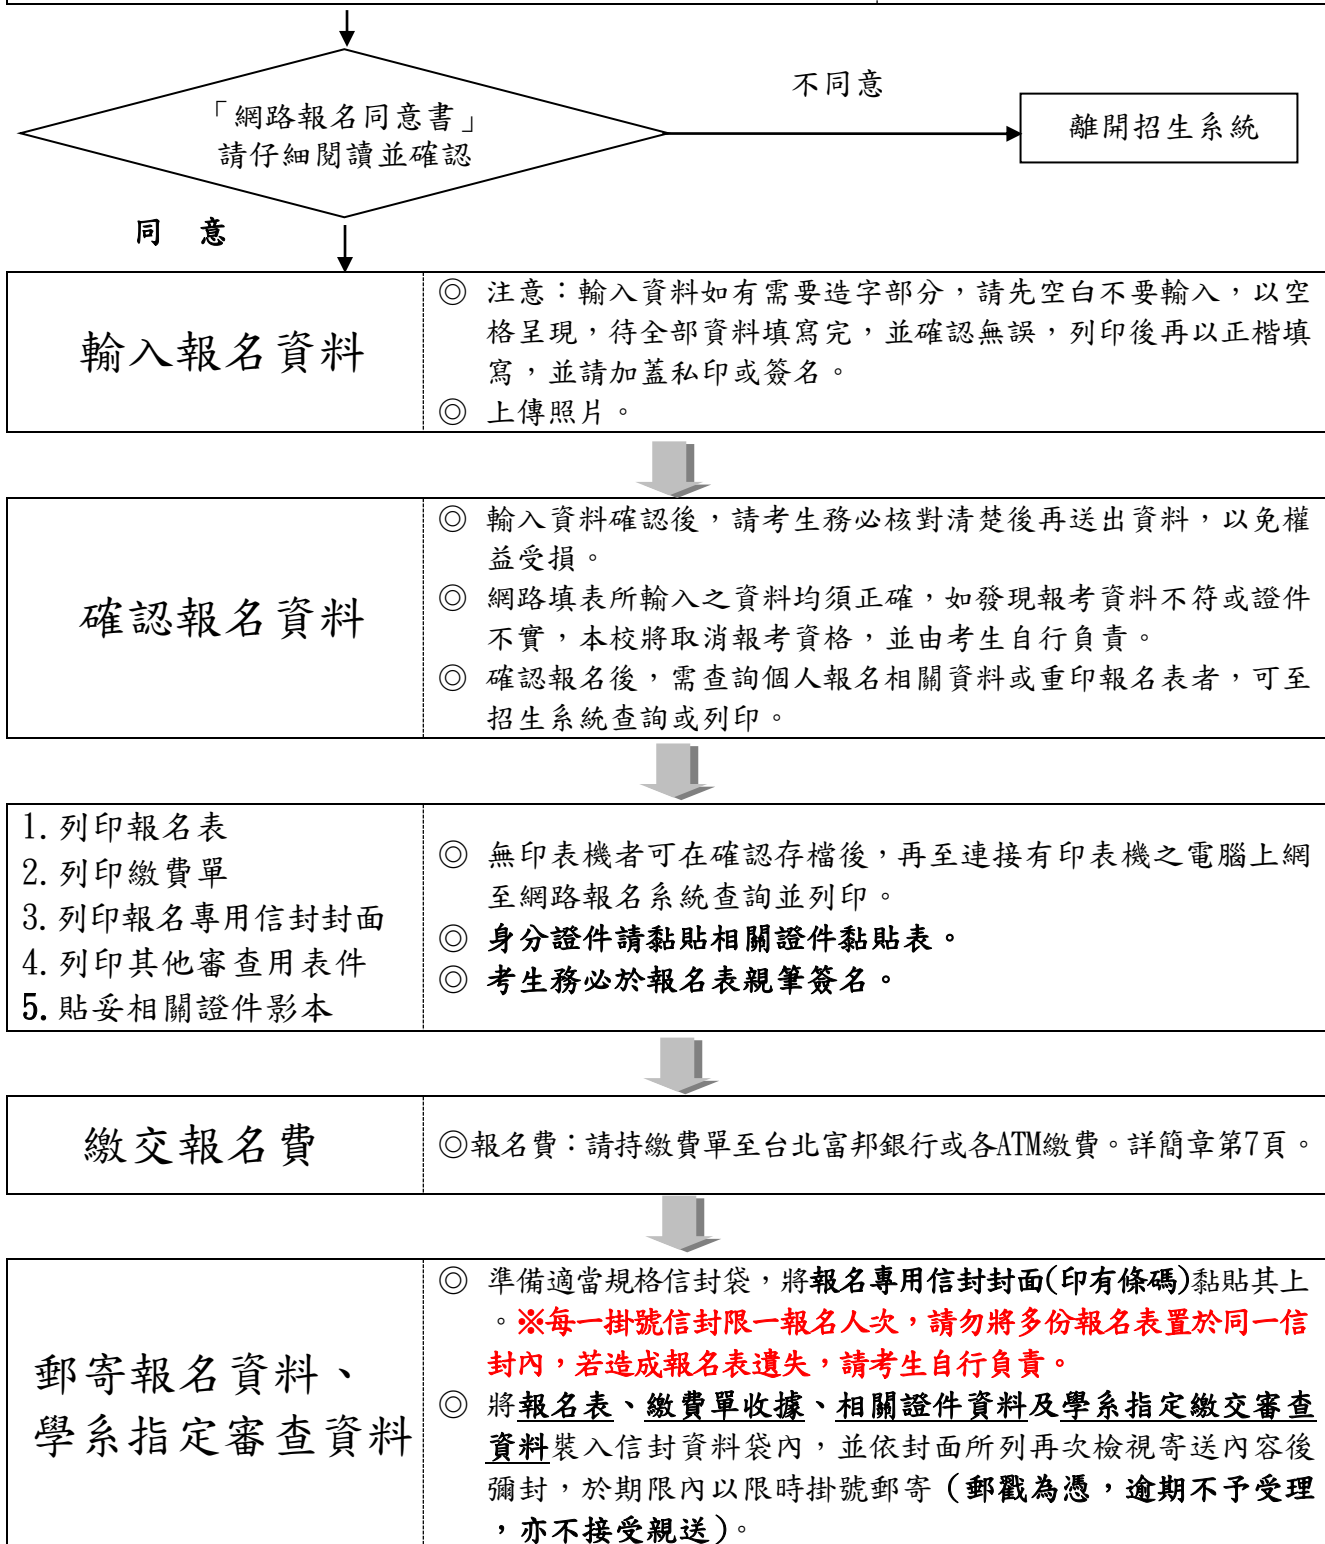 不同意
「網路報名同意書」
請仔細閱讀並確認
離開招生系統
同 意
輸入報名資料
◎ 注意：輸入資料如有需要造字部分，請先空白不要輸入，以空
格呈現，待全部資料填寫完，並確認無誤，列印後再以正楷填
寫，並請加蓋私印或簽名。
◎ 上傳照片。
確認報名資料
◎ 輸入資料確認後，請考生務必核對清楚後再送出資料，以免權
益受損。
◎ 網路填表所輸入之資料均須正確，如發現報考資料不符或證件
不實，本校將取消報考資格，並由考生自行負責。
◎ 確認報名後，需查詢個人報名相關資料或重印報名表者，可至
招生系統查詢或列印。
1.列印報名表
2.列印繳費單
3.列印報名專用信封封面
4.列印其他審查用表件
5.貼妥相關證件影本
◎ 無印表機者可在確認存檔後，再至連接有印表機之電腦上網
至網路報名系統查詢並列印。
◎ 身分證件請黏貼相關證件黏貼表。
◎ 考生務必於報名表親筆簽名。
繳交報名費
◎報名費：請持繳費單至台北富邦銀行或各ATM繳費。詳簡章第7頁。
郵寄報名資料、
學系指定審查資料
◎ 準備適當規格信封袋，將報名專用信封封面(印有條碼)黏貼其上
。※每一掛號信封限一報名人次，請勿將多份報名表置於同一信
封內，若造成報名表遺失，請考生自行負責。
◎ 將報名表、繳費單收據、相關證件資料及學系指定繳交審查
資料裝入信封資料袋內，並依封面所列再次檢視寄送內容後
彌封，於期限內以限時掛號郵寄（郵戳為憑，逾期不予受理
，亦不接受親送）。